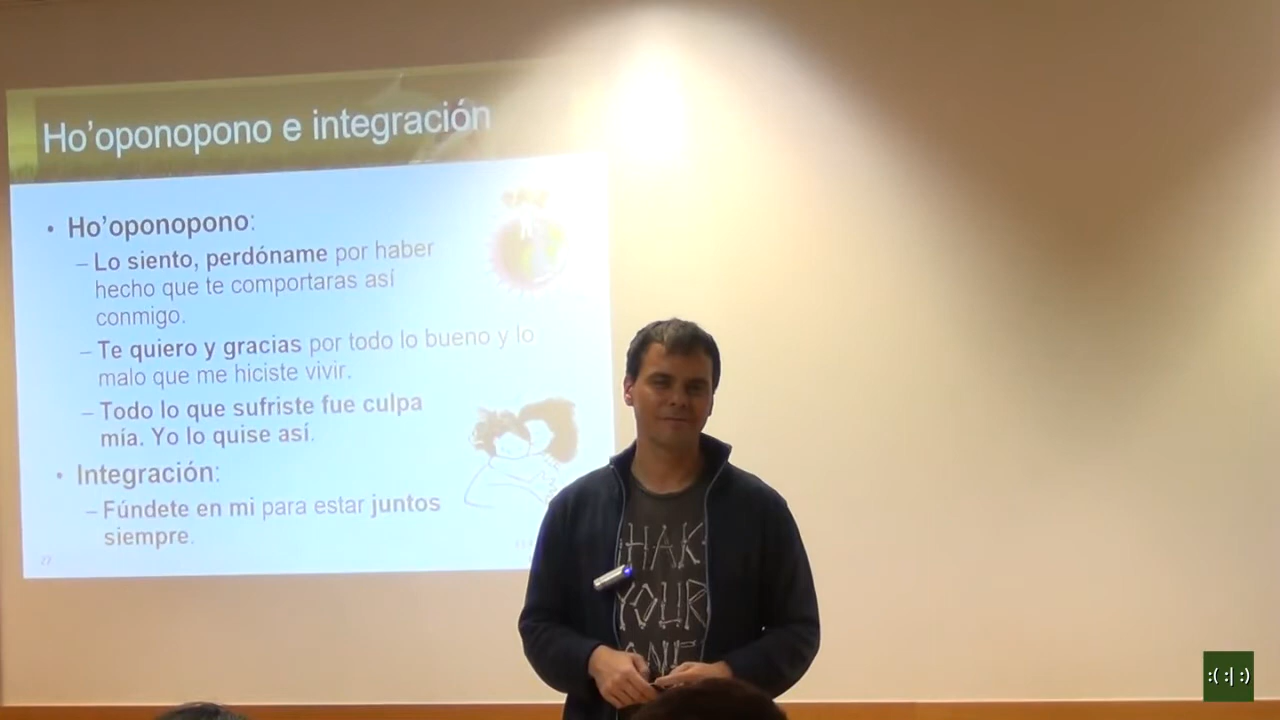 Ho'oponopono e integración
• Ho'oponopono:
– Lo siento, perdóname por haber
hecho que te comportaras así
conmigo.
– Te quiero y gracias por todo lo bueno y lo
malo que me hiciste vivir.
– Todo lo que sufriste fue culpa
mía. Yo lo quise así.
• Integración:
– Fúndete en mi para estar juntos
siempre.
HAK
YOUR
:( :| :)